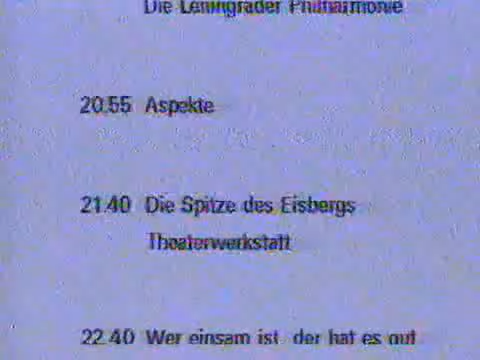 Die Leningrader Philharmonie
20.55 Aspekte
21.40 Die Spitze des Eisbergs
Theaterwerkstatt
22.40 Wer einsam ist, der hat es gut